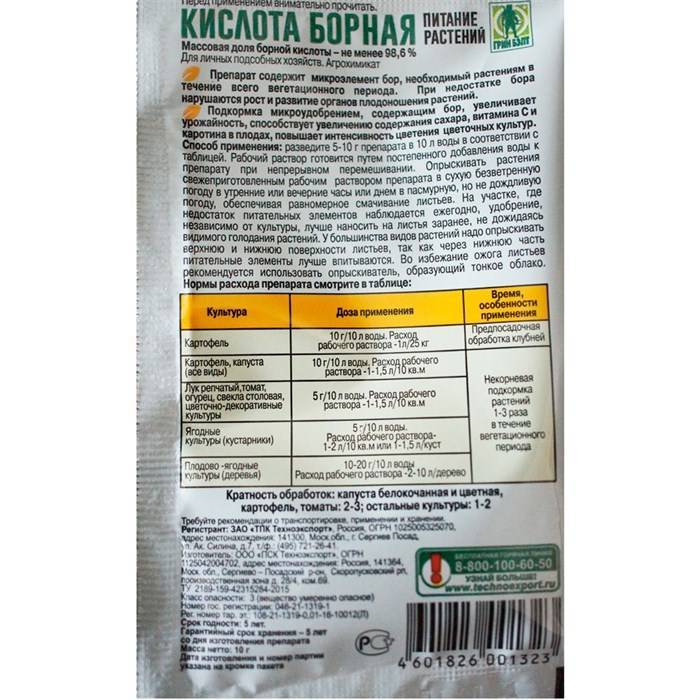 Перед применением внимательно прочитать.
КИСЛОТА БОРНАЯ
ПИТАНИЕ
РАСТЕНИЙ
ГРИН БЭЛТ
Массовая доля борной кислоты – не менее 98,6 %
Для личных подсобных хозяйств. Агрохимикат
Препарат содержит микроэлемент бор, необходимый растениям в
течение всего вегетационного периода. При недостатке бора
нарушаются рост и развитие органов плодоношения растений.
Подкормка микроудобрением, содержащим бор, увеличивает
урожайность, способствует увеличению содержания сахара, витамина С и
каротина в плодах, повышает интенсивность цветения цветочных культур.
Способ применения: разведите 5-10 г препарата в 10 л воды в соответствии с
таблицей. Рабочий раствор готовится путем постепенного добавления воды к
препарату при непрерывном перемешивании. Опрыскивать растения
свежеприготовленным рабочим раствором препарата в сухую безветренную
погоду в утренние или вечерние часы или днем в пасмурную, но не дождливую
погоду, обеспечивая равномерное смачивание листьев. На участке, где
недостаток питательных элементов наблюдается ежегодно, удобрение,
независимо от культуры, лучше наносить на листья заранее, не дожидаясь
видимого голодания растений. У большинства видов растений надо опрыскивать
верхнюю и нижнюю поверхности листьев, так как через нижнюю часть
питательные элементы лучше впитываются. Во избежание ожога листьев
рекомендуется использовать опрыскиватель, образующий тонкое облако.
Нормы расхода препарата смотрите в таблице:
Культура
Доза применения
Время,
особенности
применения
Картофель
10 г/10 л воды. Расход
рабочего раствора -1л/25 кг
Предпосадочная
обработка клубней
Картофель, капуста
(все виды)
10 г/10 л воды. Расход рабочего
раствора -1-1,5 л/10 кв.м
Лук репчатый,томат,
огурец, свекла столовая,
цветочно-декоративные
культуры
5 г/10 л воды. Расход рабочего
раствора -1-1,5 л/10 кв.м
Ягодные
культуры (кустарники)
5 г/10 л воды.
Расход рабочего раствора-
1-2 л/10 кв.м или 1-1,5 л/куст
Плодово -ягодные
культуры (деревья)
10-20 г/10 л воды
Расход рабочего раствора -2-10 л/дерево
Некорневая
подкормка
растений
1-3 раза
в течение
вегетационного
периода
Кратность обработок: капуста белокочанная и цветная,
картофель, томаты: 2-3; остальные культуры: 1-2
Требуйте рекомендации о транспортировке, применении и хранении.
Регистрант: ЗАО «ТПК Техноэкспорт», Россия, ОГРН 1025005325070,
адрес местонахождения: 141300, Моск.обл., г. Сергиев Посад,
ул. Ак. Силина, д.7, т/ф.: (495) 721-26-41.
Изготовитель: ООО «ПСК Техноэкспорт», ОГРН
1125042004702, адрес местонахождения: Россия, 141364,
Моск. обл., Сергиево – Посадский р-он, Скоропусковский рп,
производственная зона д. 28/4, ком.69.
ТУ 2189-159-42315284-2015
Класс опасности: 3 (вещество умеренно опасное)
Номер гос. регистрации: 046-21-1319-1
Рег. номер тар. эт.: 108-21-1319-0,01-16-10012(Л)
Срок годности: 5 лет.
Гарантийный срок хранения – 5 лет
со дня изготовления препарата.
Масса нетто: 10 г
Дата изготовления и номер партии
указаны на кромке пакета
БЕСПЛАТНАЯ ГОРЯЧАЯ ЛИНИЯ
8-800-100-60-50
УЗНАЙ БОЛЬШЕ!
www.technoexport.ru
РСТ
4 601826 001323